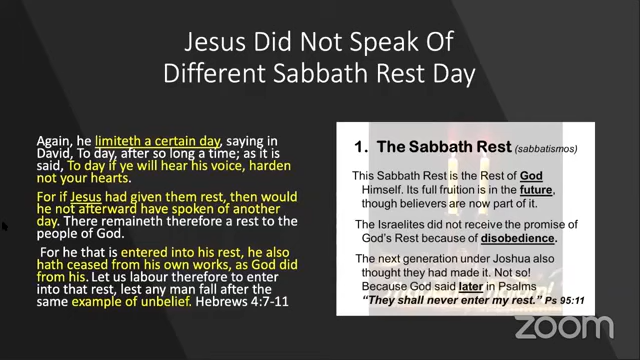 Jesus Did Not Speak Of
Different Sabbath Rest Day
Again, he limiteth a certain day, saying in
David, To day, after so long a time; as it is
said, To day if ye will hear his voice, harden
not your hearts.
For if Jesus had given them rest, then would
he not afterward have spoken of another
day. There remaineth therefore a rest to the
people of God.
For he that is entered into his rest, he also
hath ceased from his own works, as God did
from his. Let us labour therefore to enter
into that rest, lest any man fall after the
same example of unbelief. Hebrews 4:7-11
1. The Sabbath Rest (sabbatismos)
This Sabbath Rest is the Rest of God
Himself. Its full fruition is in the future,
though believers are now part of it.
The Israelites did not receive the promise of
God's Rest because of disobedience.
The next generation under Joshua also
thought they had made it. Not so!
Because God said later in Psalms
"They shall never enter my rest." Ps 95:11
zoom